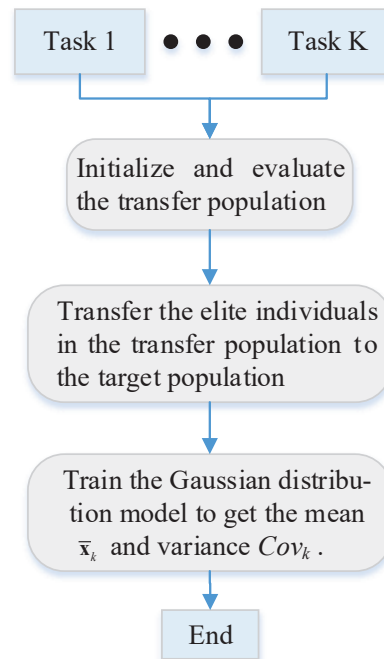 Task 1 ● ● ● Task K
Initialize and evaluate
the transfer population
Transfer the elite individuals
in the transfer population to
the target population
Train the Gaussian distribu-
tion model to get the mean
x̄ₖ and variance Covₖ .
End